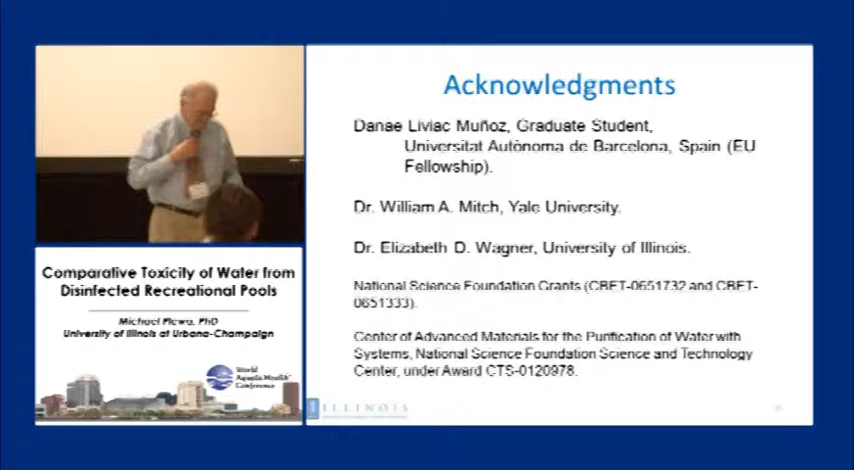 Acknowledgments
Danae Liviac Muñoz, Graduate Student,
Universitat Autònoma de Barcelona, Spain (EU
Fellowship).
Dr. William A. Mitch, Yale University.
Dr. Elizabeth D. Wagner, University of Illinois.
National Science Foundation Grants (CBET-0651732 and CBET-
0651333).
Center of Advanced Materials for the Purification of Water with
Systems, National Science Foundation Science and Technology
Center, under Award CTS-0120978.
ILLINOIS
Comparative Toxicity of Water from
Disinfected Recreational Pools
Michael Plewa, PhD
University of Illinois at Urbana-Champaign
World
Aquatic Health
Conference